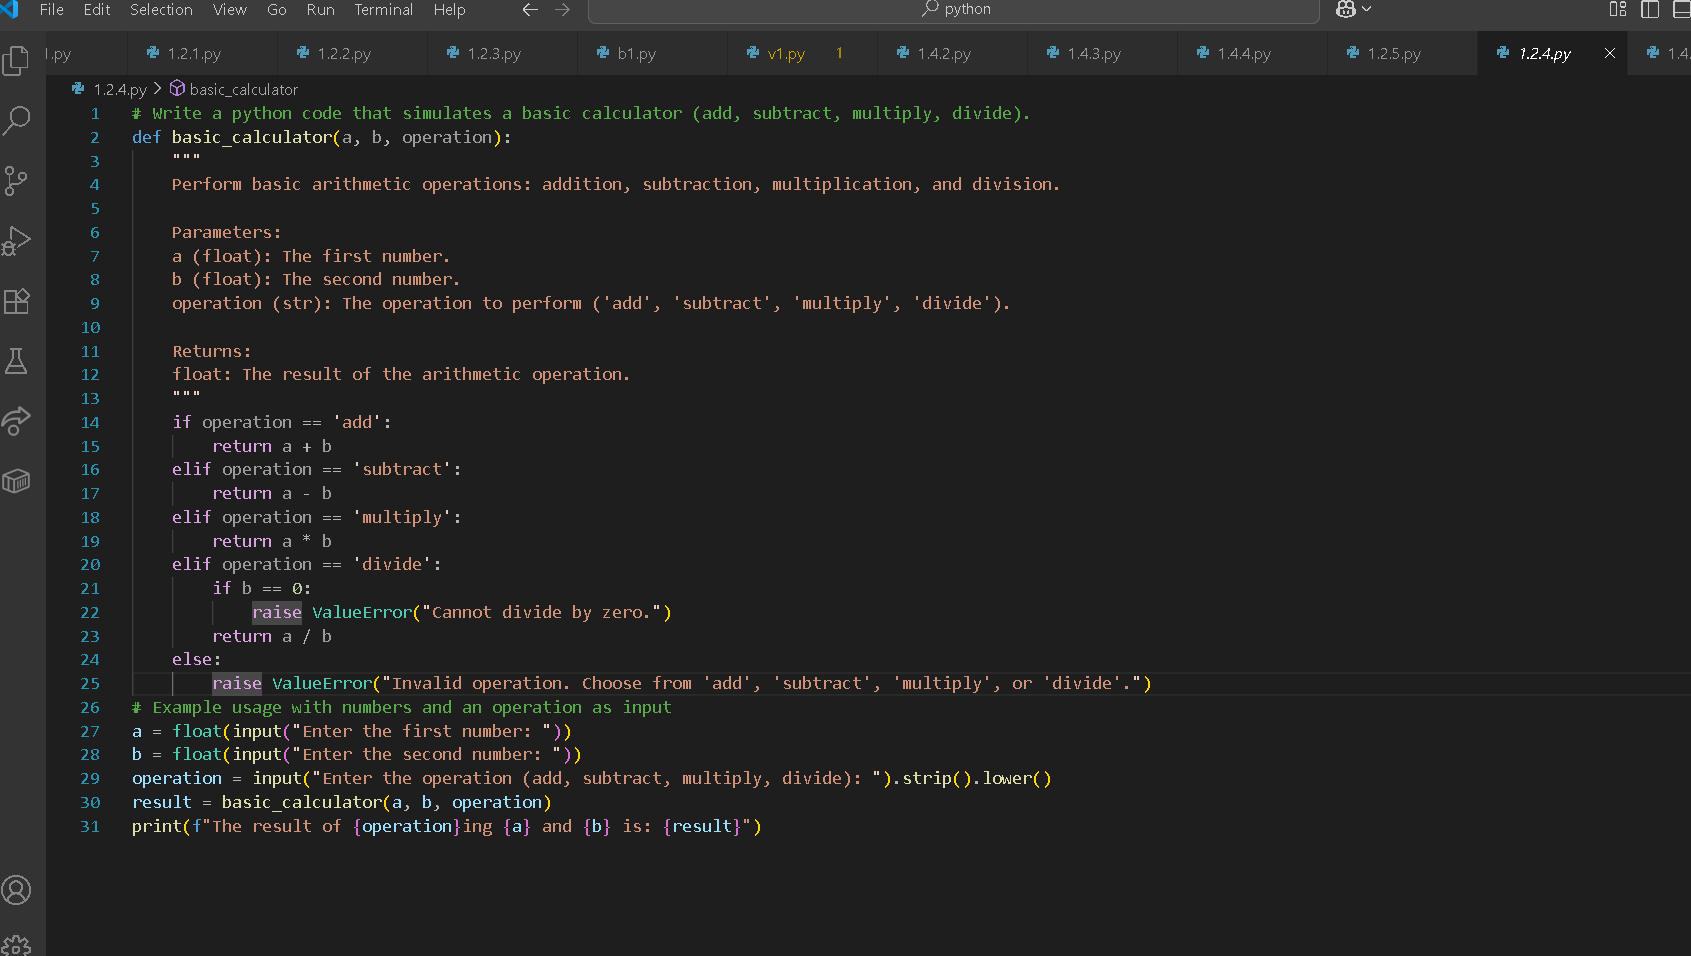 File Edit Selection View Go Run Terminal Help python
1.py 1.2.1.py 1.2.2.py 1.2.3.py b1.py v1.py 1 1.4.2.py 1.4.3.py 1.4.4.py 1.2.5.py 1.2.4.py 1.4.
1.2.4.py > basic_calculator
1 # Write a python code that simulates a basic calculator (add, subtract, multiply, divide).
2 def basic_calculator(a, b, operation):
3     """
4     Perform basic arithmetic operations: addition, subtraction, multiplication, and division.
5
6     Parameters:
7     a (float): The first number.
8     b (float): The second number.
9     operation (str): The operation to perform ('add', 'subtract', 'multiply', 'divide').
10
11     Returns:
12     float: The result of the arithmetic operation.
13     """
14     if operation == 'add':
15         return a + b
16     elif operation == 'subtract':
17         return a - b
18     elif operation == 'multiply':
19         return a * b
20     elif operation == 'divide':
21         if b == 0:
22             raise ValueError("Cannot divide by zero.")
23         return a / b
24     else:
25         raise ValueError("Invalid operation. Choose from 'add', 'subtract', 'multiply', or 'divide'.")
26 # Example usage with numbers and an operation as input
27 a = float(input("Enter the first number: "))
28 b = float(input("Enter the second number: "))
29 operation = input("Enter the operation (add, subtract, multiply, divide): ").strip().lower()
30 result = basic_calculator(a, b, operation)
31 print(f"The result of {operation}ing {a} and {b} is: {result}")